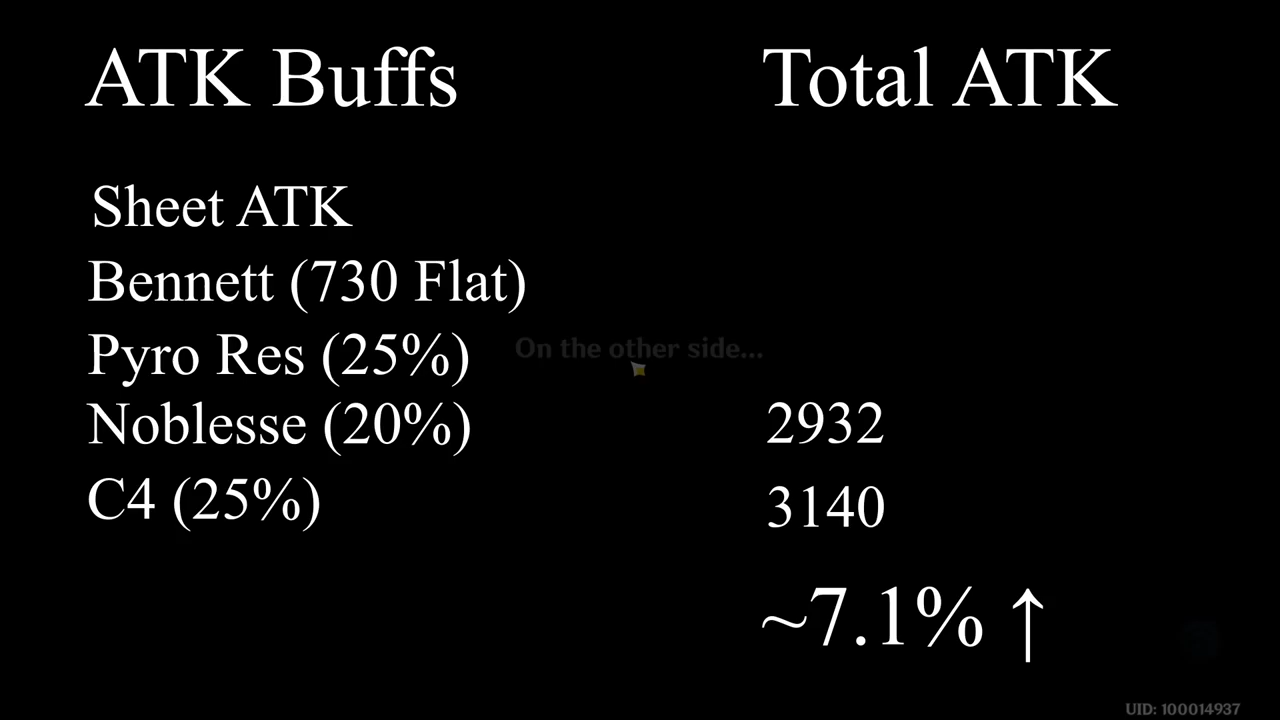 ATK Buffs Total ATK
Sheet ATK
Bennett (730 Flat)
Pyro Res (25%)
On the other side...
Noblesse (20%) 2932
C4 (25%) 3140
~7.1% ↑
UID: 100014937